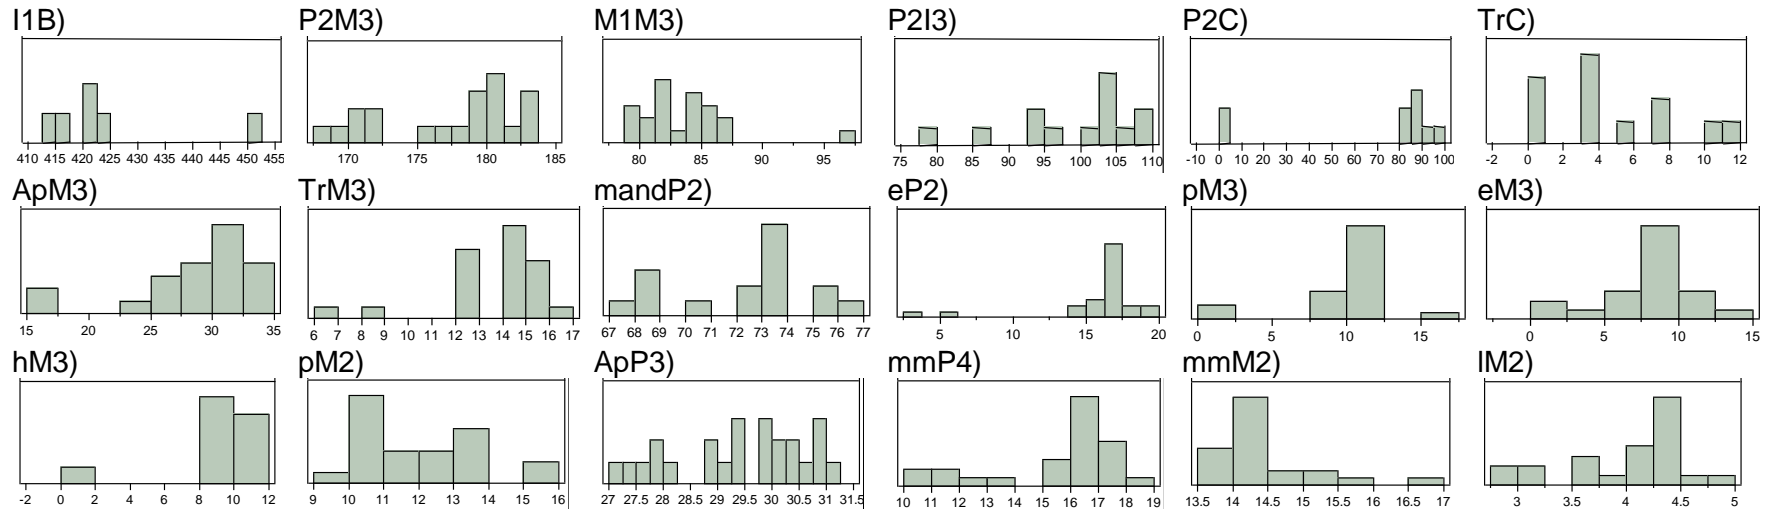 I1B) P2M3) M1M3) P2I3) P2C) TrC)
410 415 420 425 430 435 440 445 450 455 170 175 180 185 80 85 90 95 75 80 85 90 95 100 105 110 -10 0 10 20 30 40 50 60 70 80 90 100 -2 0 2 4 6 8 10 12
ApM3) TrM3) mandP2) eP2) pM3) eM3)
15 20 25 30 35 6 7 8 9 10 11 12 13 14 15 16 17 67 68 69 70 71 72 73 74 75 76 77 5 10 15 20 0 5 10 15 0 5 10 15
hM3) pM2) ApP3) mmP4) mmM2) lM2)
-2 0 2 4 6 8 10 12 9 10 11 12 13 14 15 16 27 27.5 28 28.5 29 29.5 30 30.5 31 31.5 10 11 12 13 14 15 16 17 18 19 13.5 14 14.5 15 15.5 16 16.5 17 3 3.5 4 4.5 5